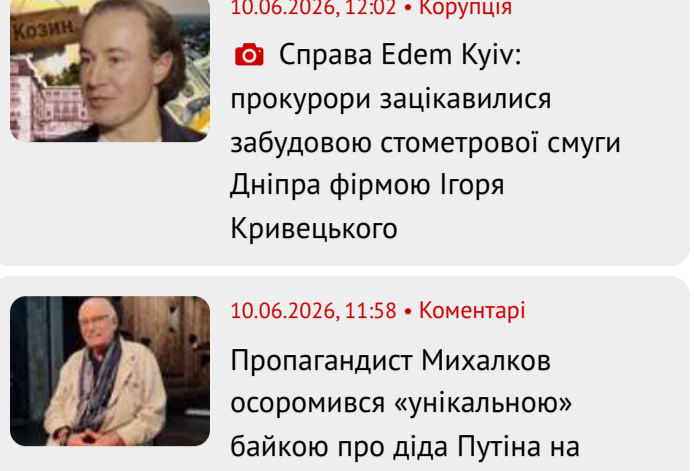 Козин
10.06.2026, 12:02 • Корупція
Справа Edem Kyiv:
прокурори зацікавилися
забудовою стометрової смуги
Дніпра фірмою Ігоря
Кривецького
10.06.2026, 11:58 • Коментарі
Пропагандист Михалков
осоромився «унікальною»
байкою про діда Путіна на